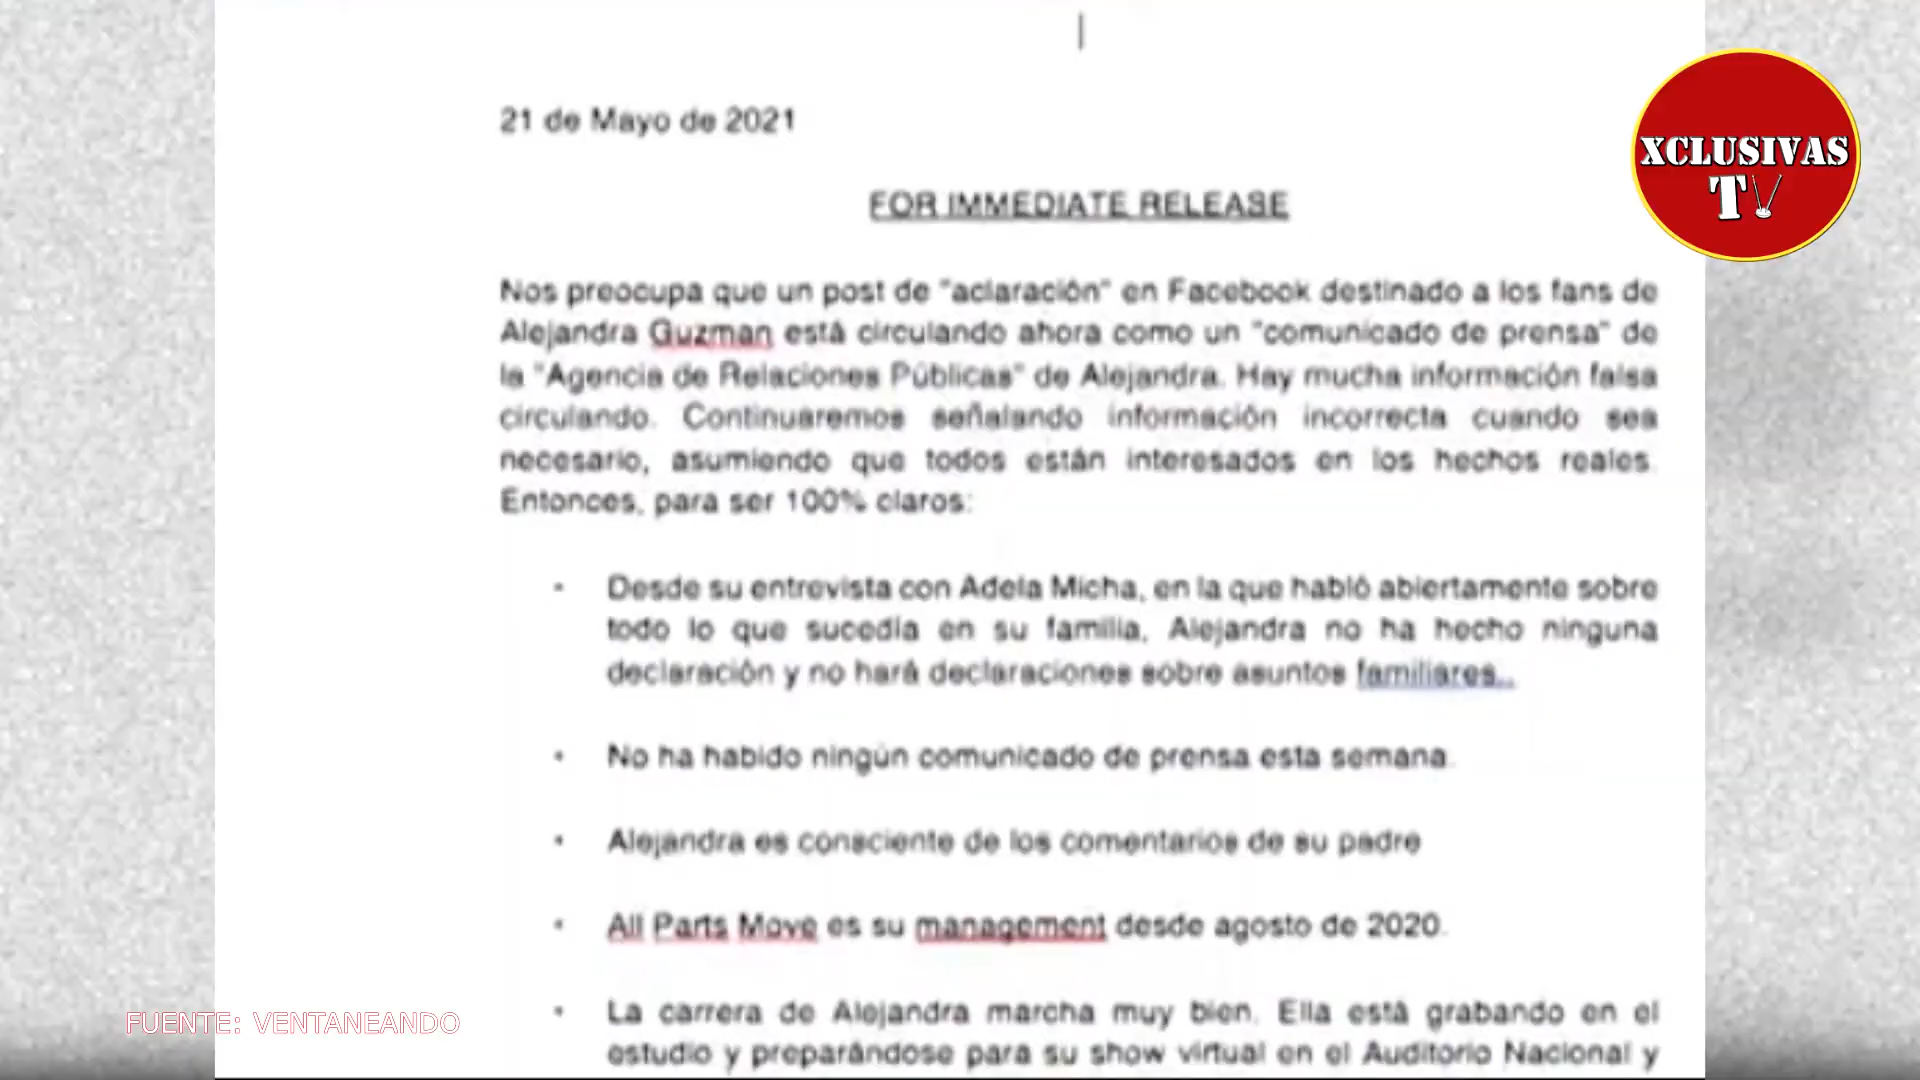 21 de Mayo de 2021
XCLUSIVAS
TV
FOR IMMEDIATE RELEASE
Nos preocupa que un post de "aclaración" en Facebook destinado a los fans de
Alejandra Guzman está circulando ahora como un "comunicado de prensa" de
la "Agencia de Relaciones Públicas" de Alejandra. Hay mucha información falsa
circulando. Continuaremos señalando información incorrecta cuando sea
necesario, asumiendo que todos están interesados en los hechos reales.
Entonces, para ser 100% claros:
· Desde su entrevista con Adela Micha, en la que habló abiertamente sobre
todo lo que sucedía en su familia, Alejandra no ha hecho ninguna
declaración y no hará declaraciones sobre asuntos familiares..
· No ha habido ningún comunicado de prensa esta semana.
· Alejandra es consciente de los comentarios de su padre
· All Parts Move es su management desde agosto de 2020.
· La carrera de Alejandra marcha muy bien. Ella está grabando en el
estudio y preparándose para su show virtual en el Auditorio Nacional y
FUENTE: VENTANEANDO